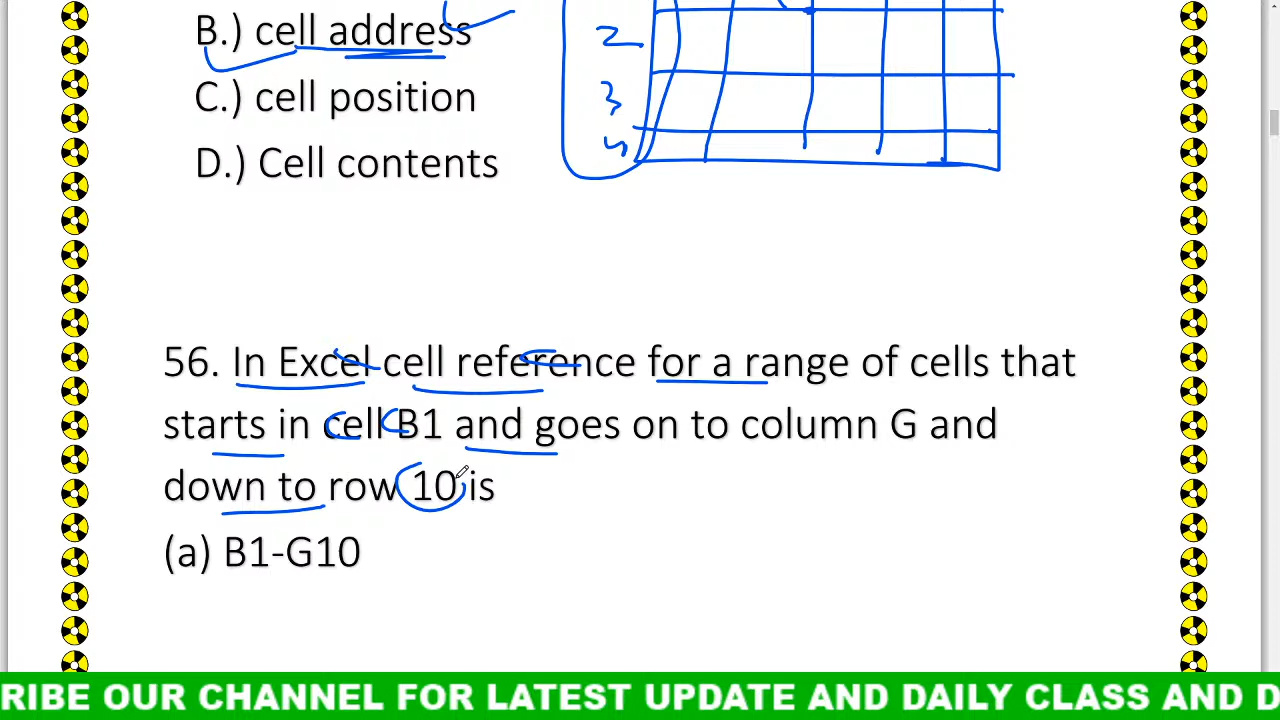 B.) cell address
C.) cell position
D.) Cell contents
2
3
4
56. In Excel cell reference for a range of cells that
starts in cell B1 and goes on to column G and
down to row 10 is
(a) B1-G10
RIBE OUR CHANNEL FOR LATEST UPDATE AND DAILY CLASS AND D